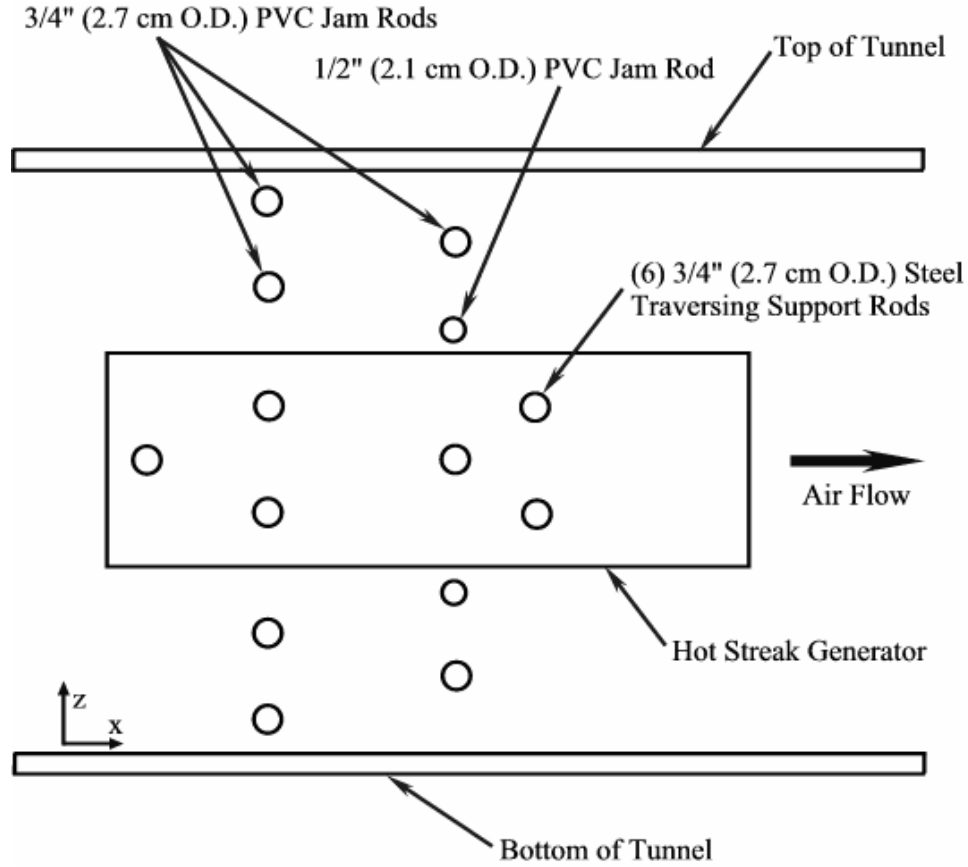 3/4" (2.7 cm O.D.) PVC Jam Rods
Top of Tunnel
1/2" (2.1 cm O.D.) PVC Jam Rod
(6) 3/4" (2.7 cm O.D.) Steel
Traversing Support Rods
Air Flow
Hot Streak Generator
z
x
Bottom of Tunnel